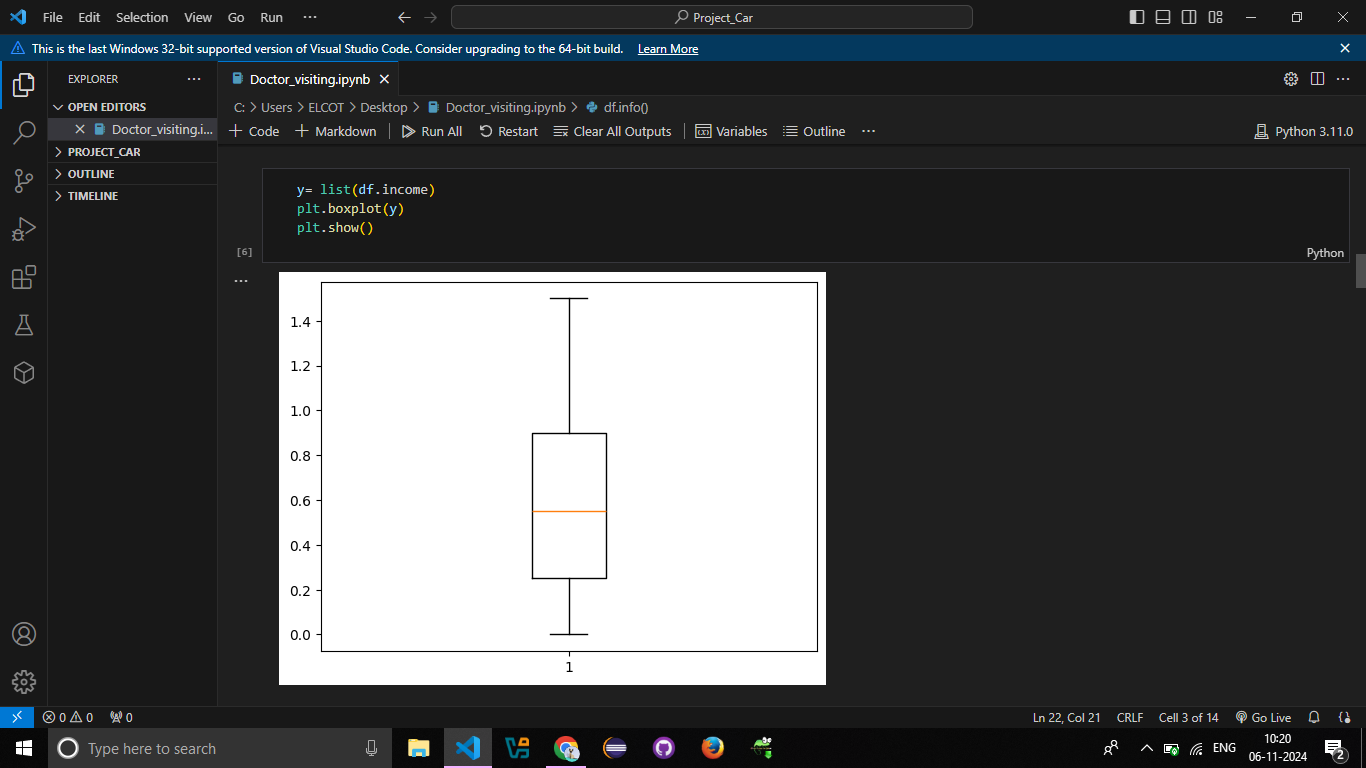 File Edit Selection View Go Run ··· Project_Car
This is the last Windows 32-bit supported version of Visual Studio Code. Consider upgrading to the 64-bit build. Learn More
EXPLORER ···
OPEN EDITORS
Doctor_visiting.i...
PROJECT_CAR
OUTLINE
TIMELINE
Doctor_visiting.ipynb
C: > Users > ELCOT > Desktop > Doctor_visiting.ipynb > df.info()
+ Code + Markdown | Run All Restart Clear All Outputs | Variables Outline ··· Python 3.11.0
y= list(df.income)
plt.boxplot(y)
plt.show()
[6] Python
...
1.4
1.2
1.0
0.8
0.6
0.4
0.2
0.0
1
0 0 0 Ln 22, Col 21 CRLF Cell 3 of 14 Go Live
Type here to search ENG 10:20
06-11-2024 2